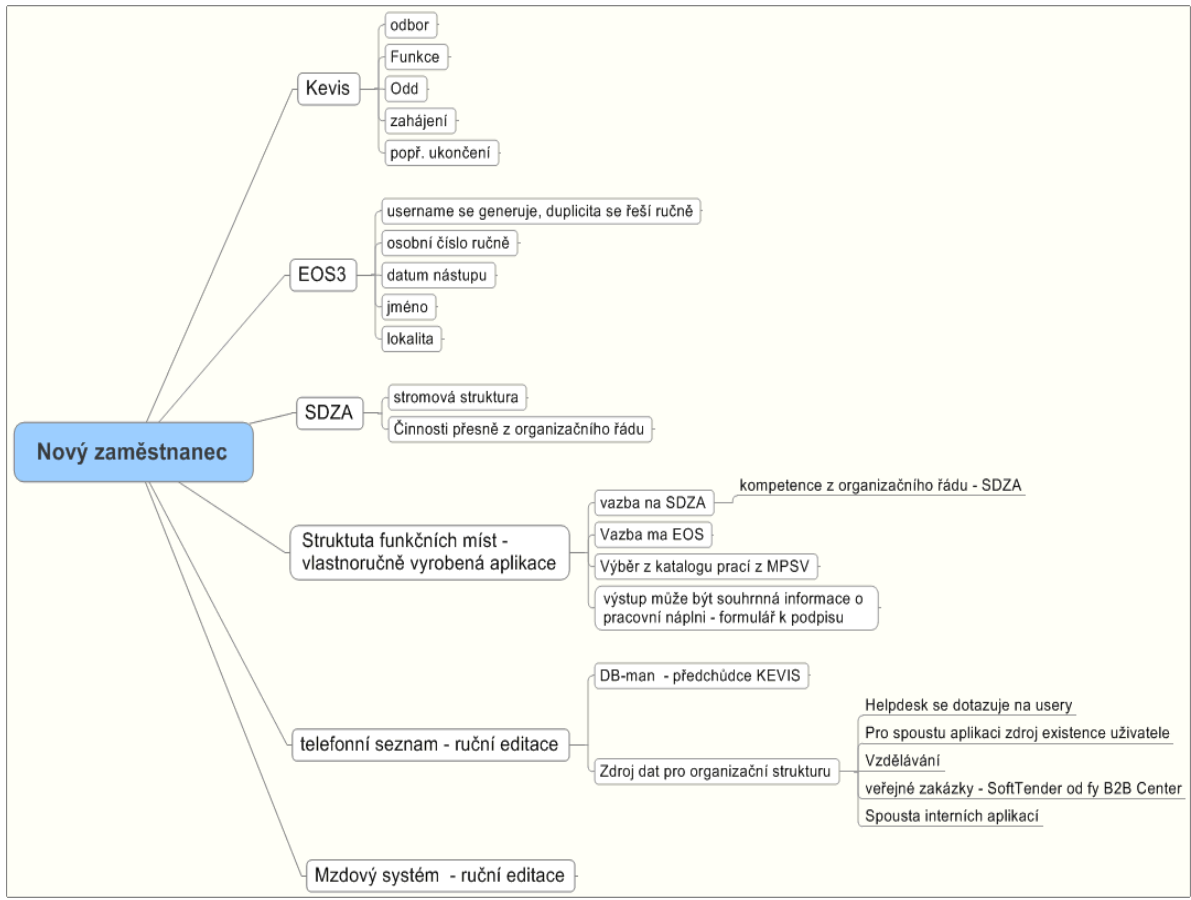 Nový zaměstnanec
Kevis
odbor
Funkce
Odd
zahájení
popř. ukončení
EOS3
username se generuje, duplicita se řeší ručně
osobní číslo ručně
datum nástupu
jméno
lokalita
SDZA
stromová struktura
Činnosti přesně z organizačního řádu
Struktuta funkčních míst -
vlastnoručně vyrobená aplikace
vazba na SDZA
kompetence z organizačního řádu - SDZA
Vazba ma EOS
Výběr z katalogu prací z MPSV
výstup může být souhrnná informace o
pracovní náplni - formulář k podpisu
telefonní seznam - ruční editace
DB-man - předchůdce KEVIS
Zdroj dat pro organizační strukturu
Helpdesk se dotazuje na usery
Pro spoustu aplikaci zdroj existence uživatele
Vzdělávání
veřejné zakázky - SoftTender od fy B2B Center
Spousta interních aplikací
Mzdový systém - ruční editace